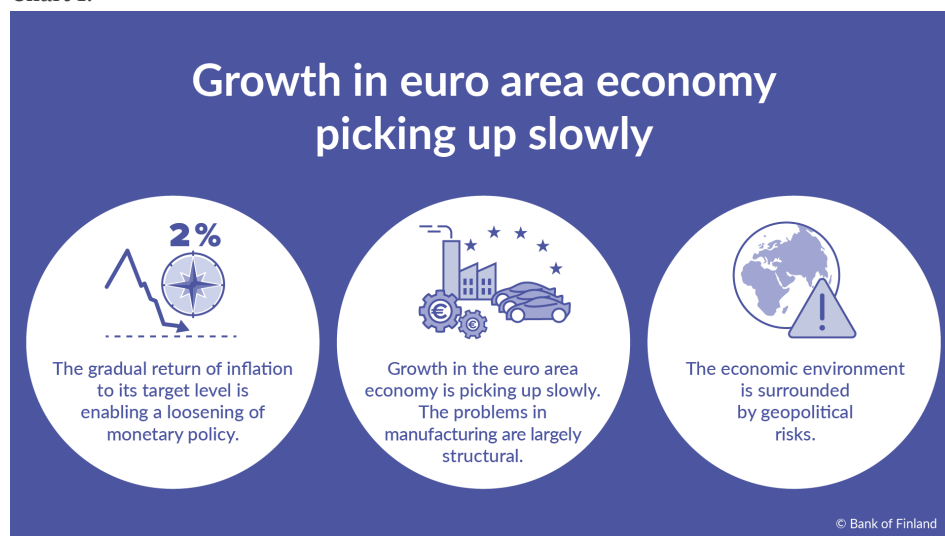 Growth in euro area economy
picking up slowly
2%
The gradual return of inflation
to its target level is
enabling a loosening of
monetary policy.
€
€
Growth in the euro area
economy is picking up slowly.
The problems in
manufacturing are largely
structural.
!
The economic environment
is surrounded
by geopolitical
risks.
© Bank of Finland